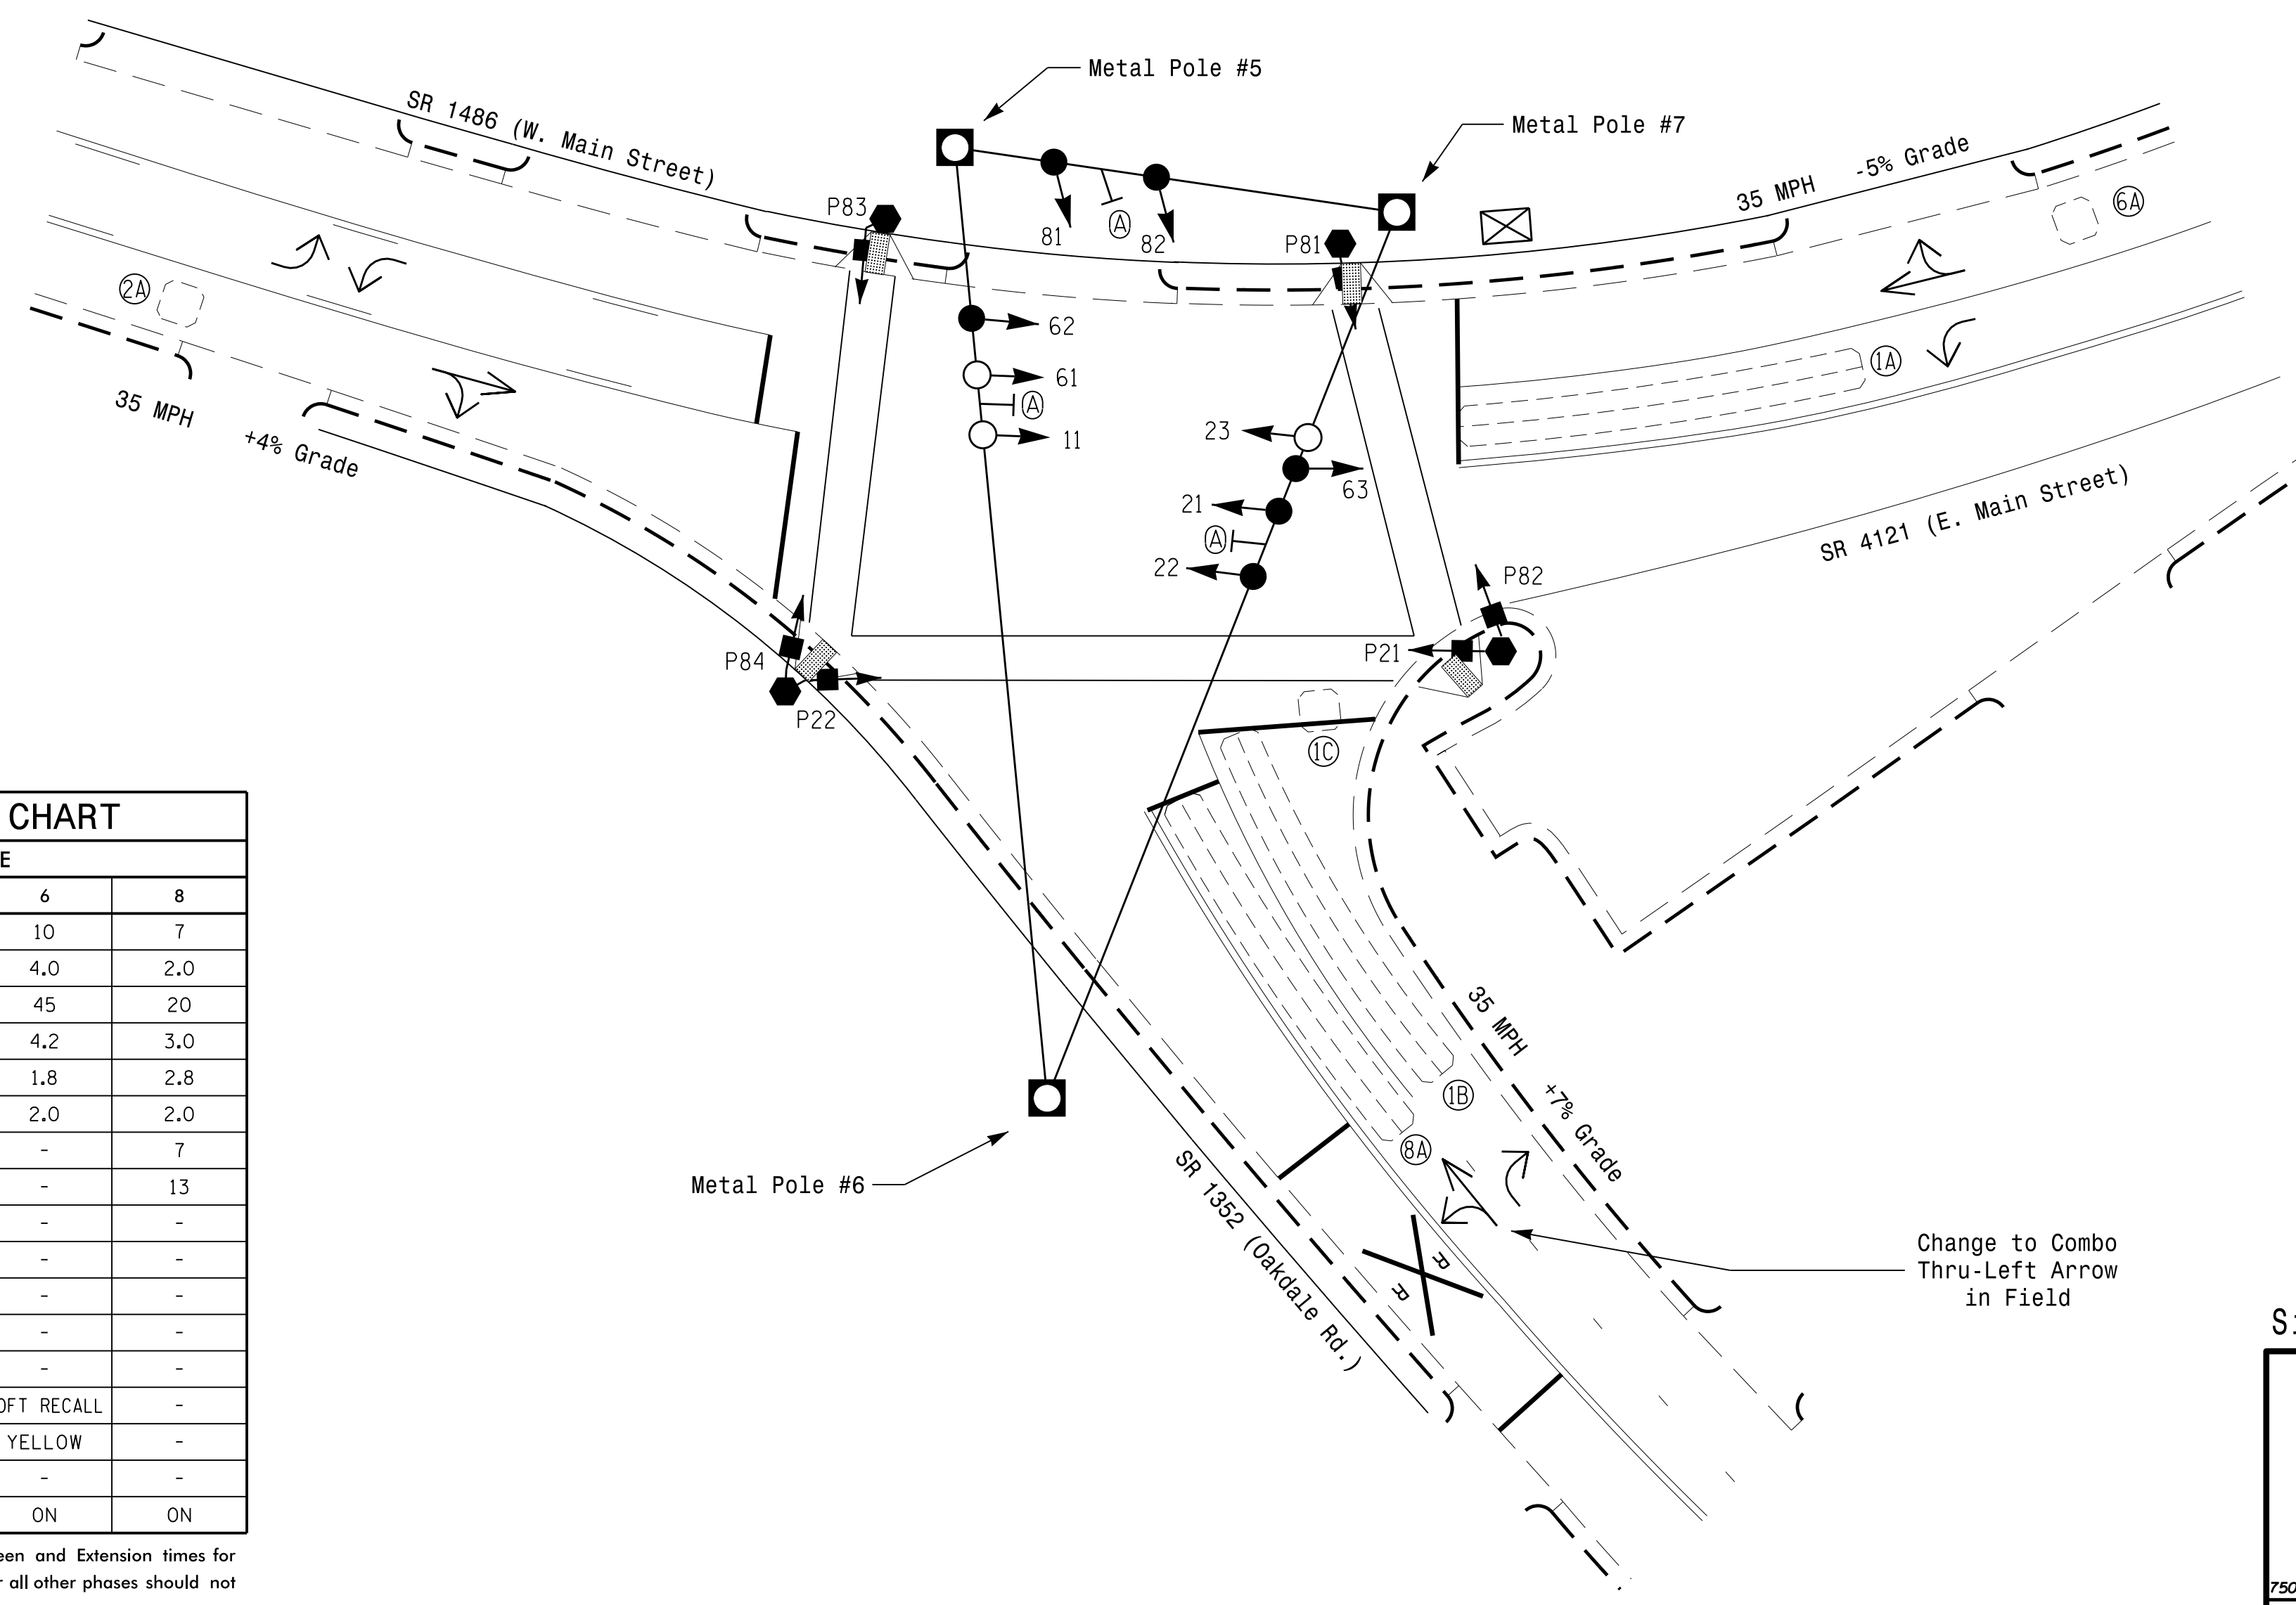 Metal Pole #5
Metal Pole #7
SR 1486 (W. Main Street)
35 MPH
-5% Grade
P83
81
A
82
P81
6A
2A
62
61
A
11
1A
35 MPH
+4% Grade
23
63
21
A
22
SR 4121 (E. Main Street)
P82
P84
P21
P22
1C
CHART
E
6 8
10 7
4.0 2.0
45 20
4.2 3.0
1.8 2.8
2.0 2.0
- 7
- 13
- -
- -
- -
- -
- -
OFT RECALL -
YELLOW -
- -
ON ON
een and Extension times for
r all other phases should not
35 MPH
+7% Grade
1B
8A
Metal Pole #6
SR 1352 (Oakdale Rd.)
R
R
Change to Combo
Thru-Left Arrow
in Field
Si
750